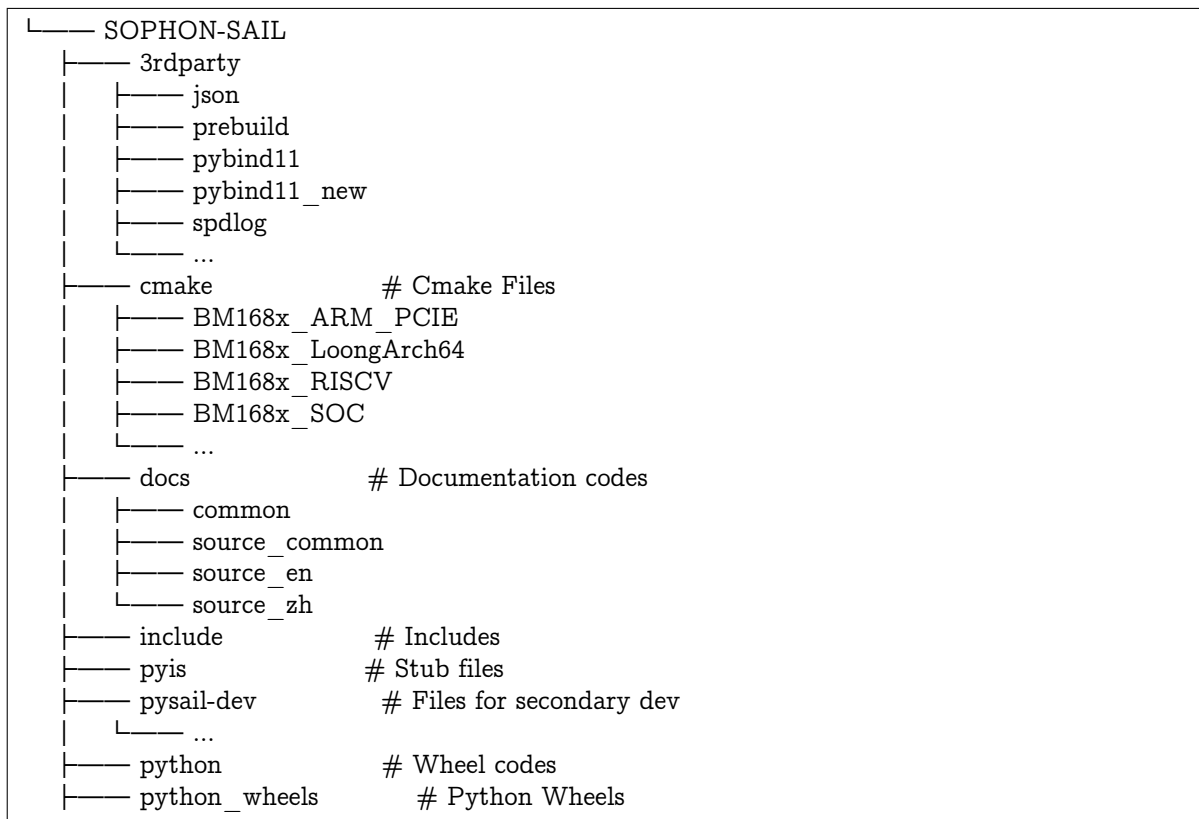 └── SOPHON-SAIL
├── 3rdparty
│ ├── json
│ ├── prebuild
│ ├── pybind11
│ ├── pybind11_new
│ ├── spdlog
│ └── ...
├── cmake # Cmake Files
│ ├── BM168x_ARM_PCIE
│ ├── BM168x_LoongArch64
│ ├── BM168x_RISCV
│ ├── BM168x_SOC
│ └── ...
├── docs # Documentation codes
│ ├── common
│ ├── source_common
│ ├── source_en
│ └── source_zh
├── include # Includes
├── pyis # Stub files
├── pysail-dev # Files for secondary dev
│ └── ...
├── python # Wheel codes
├── python_wheels # Python Wheels